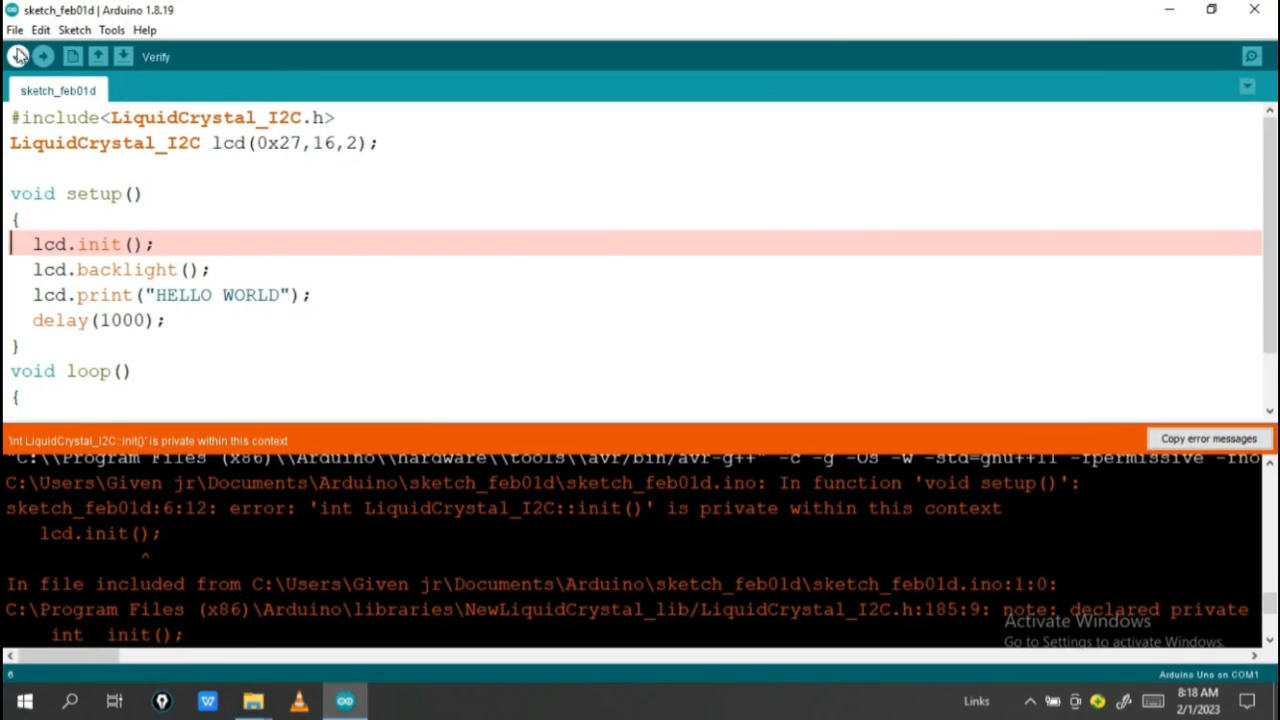 sketch_feb01d | Arduino 1.8.19
File Edit Sketch Tools Help
Verify
sketch_feb01d
#include<LiquidCrystal_I2C.h>
LiquidCrystal_I2C lcd(0x27,16,2);
void setup()
{
lcd.init();
lcd.backlight();
lcd.print("HELLO WORLD");
delay(1000);
}
void loop()
{
'int LiquidCrystal_I2C::init()' is private within this context
Copy error messages
"C:\\Program Files (x86)\\Arduino\\hardware\\tools\\avr/bin/avr-g++" -c -g -Os -w -std=gnu++11 -fpermissive -fno
C:\Users\Given jr\Documents\Arduino\sketch_feb01d\sketch_feb01d.ino: In function 'void setup()':
sketch_feb01d:6:12: error: 'int LiquidCrystal_I2C::init()' is private within this context
lcd.init();
^
In file included from C:\Users\Given jr\Documents\Arduino\sketch_feb01d\sketch_feb01d.ino:1:0:
C:\Program Files (x86)\Arduino\libraries\NewLiquidCrystal_lib/LiquidCrystal_I2C.h:185:9: note: declared private
int init();
Activate Windows
Go to Settings to activate Windows.
6
Arduino Uno on COM1
Links
8:18 AM
2/1/2023